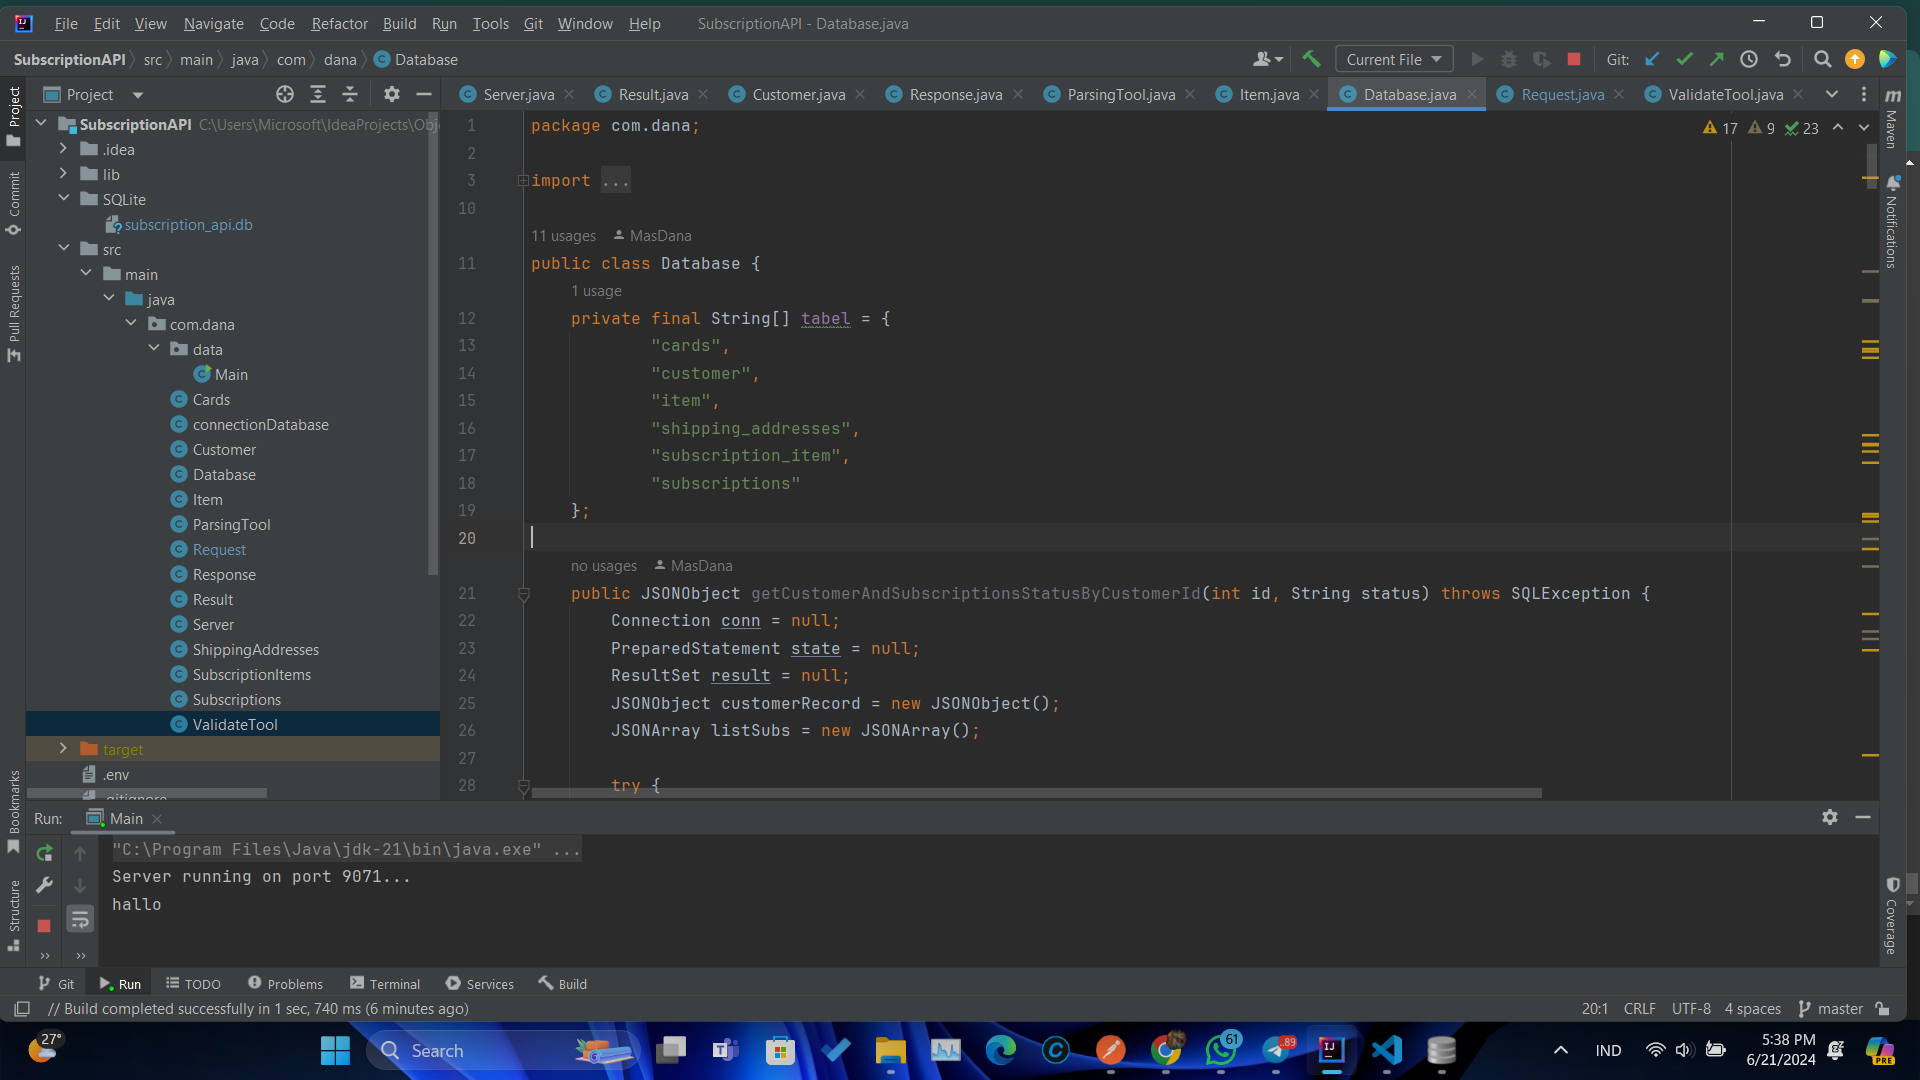 File Edit View Navigate Code Refactor Build Run Tools Git Window Help SubscriptionAPI - Database.java
SubscriptionAPI src main java com dana Database Current File Git:
Project Server.java Result.java Customer.java Response.java ParsingTool.java Item.java Database.java Request.java ValidateTool.java
Project
Commit
Pull Requests
Bookmarks
Structure
SubscriptionAPI C:\Users\Microsoft\IdeaProjects\Obj
.idea
lib
SQLite
subscription_api.db
src
main
java
com.dana
data
Main
Cards
connectionDatabase
Customer
Database
Item
ParsingTool
Request
Response
Result
Server
ShippingAddresses
SubscriptionItems
Subscriptions
ValidateTool
target
.env
.gitignore
17 9 23
1 package com.dana;
2
3 import ...
10
11 usages MasDana
11 public class Database {
1 usage
12 private final String[] tabel = {
13 "cards",
14 "customer",
15 "item",
16 "shipping_addresses",
17 "subscription_item",
18 "subscriptions"
19 };
20
no usages MasDana
21 public JSONObject getCustomerAndSubscriptionsStatusByCustomerId(int id, String status) throws SQLException {
22 Connection conn = null;
23 PreparedStatement state = null;
24 ResultSet result = null;
25 JSONObject customerRecord = new JSONObject();
26 JSONArray listSubs = new JSONArray();
27
28 try {
m
Maven
Notifications
Coverage
Run: Main
"C:\Program Files\Java\jdk-21\bin\java.exe" ...
Server running on port 9071...
hallo
Git Run TODO Problems Terminal Services Build
// Build completed successfully in 1 sec, 740 ms (6 minutes ago) 20:1 CRLF UTF-8 4 spaces master
27° Search 61 ..89 IJ IND 5:38 PM
6/21/2024 PRE